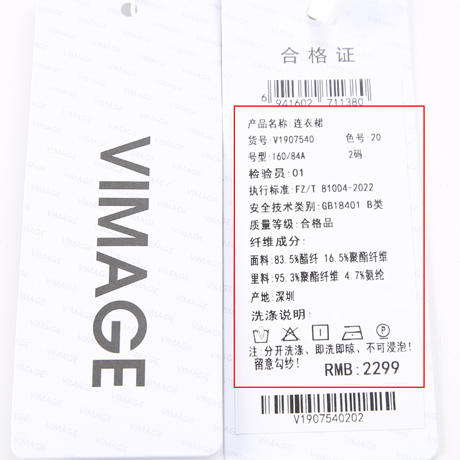 VIMAGE
合格证
6 941602 711380
产品名称:连衣裙
货号:V1907540 色号:20
号型:160/84A 2码
检验员:01
执行标准:FZ/T 81004-2022
安全技术类别:GB18401 B类
质量等级:合格品
纤维成分:
面料:83.5%醋纤 16.5%聚酯纤维
里料:95.3%聚酯纤维 4.7%氨纶
产地:深圳
洗涤说明:
P
注:分开洗涤、即洗即晾、不可浸泡!
留意勾纱!
RMB:2299
V1907540202